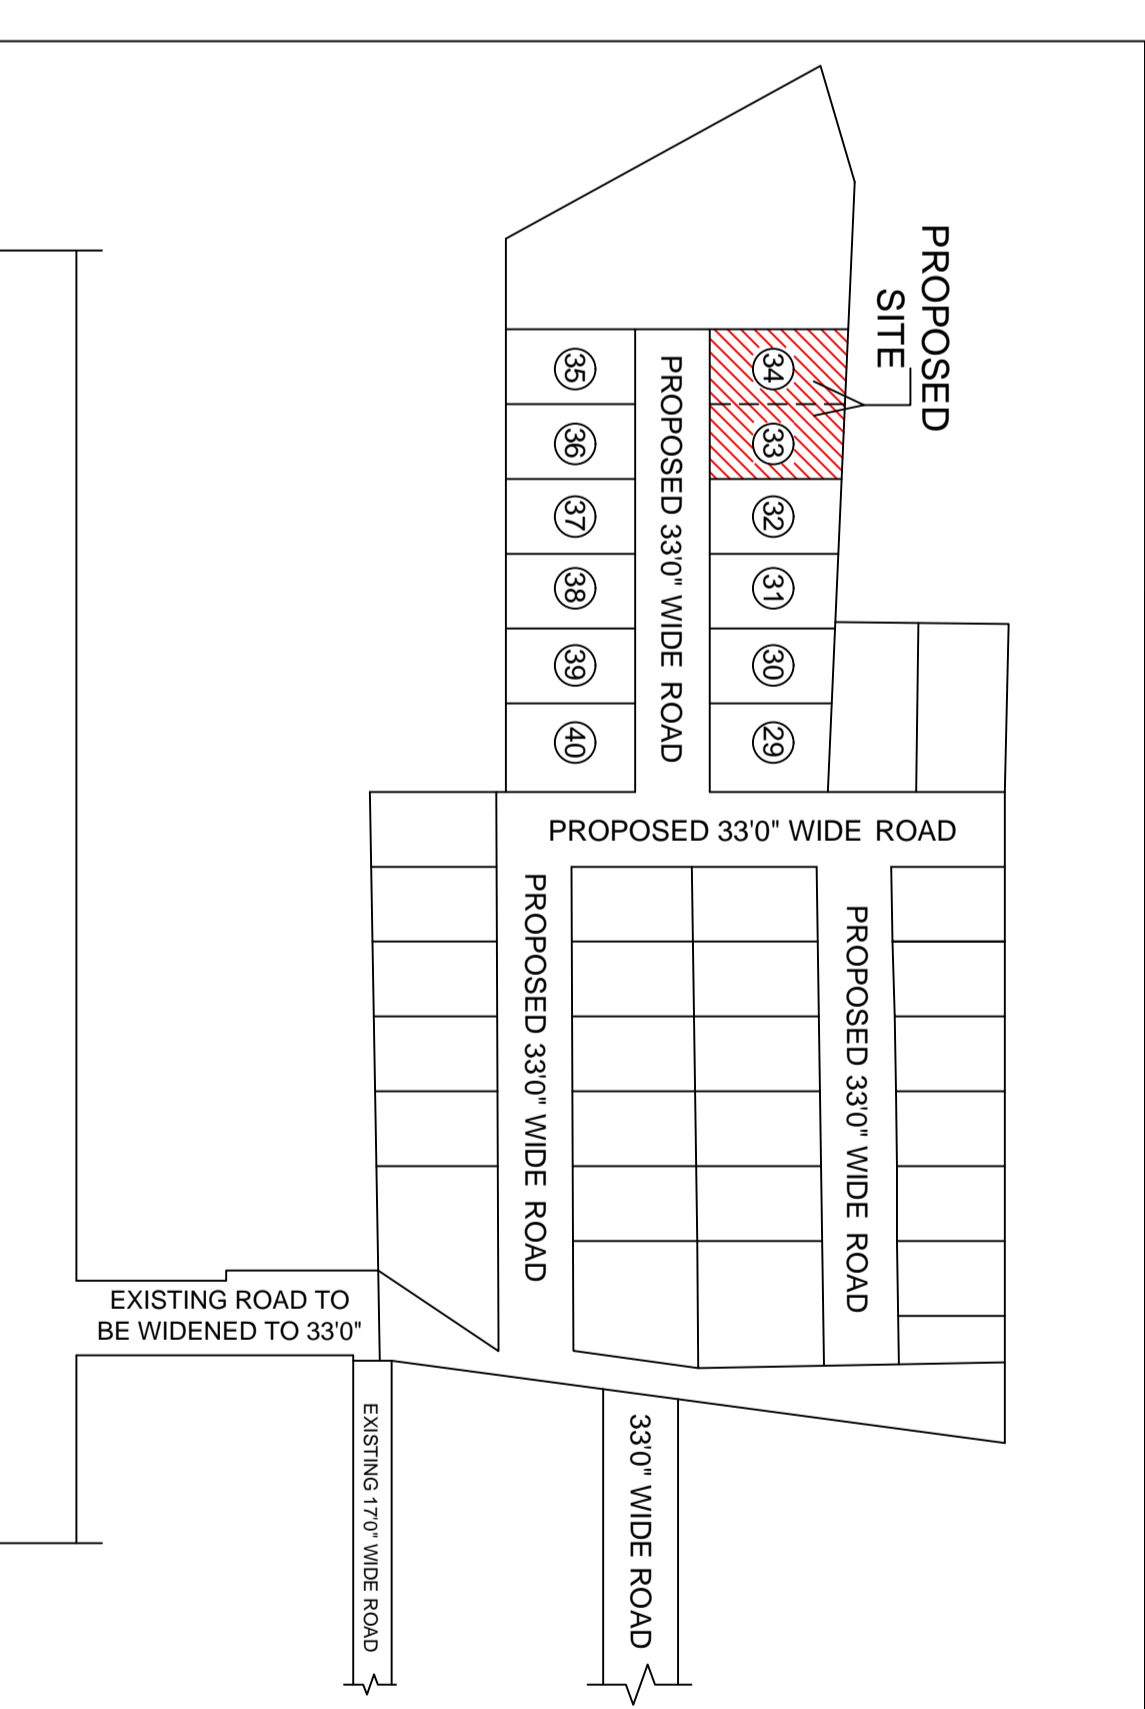 PROPOSED
SITE
34
33
32
31
30
29
35
36
37
38
39
40
PROPOSED 33'0" WIDE ROAD
PROPOSED 33'0" WIDE ROAD
PROPOSED 33'0" WIDE ROAD
PROPOSED 33'0" WIDE ROAD
EXISTING ROAD TO
BE WIDENED TO 33'0"
EXISTING 17'0" WIDE ROAD
33'0" WIDE ROAD